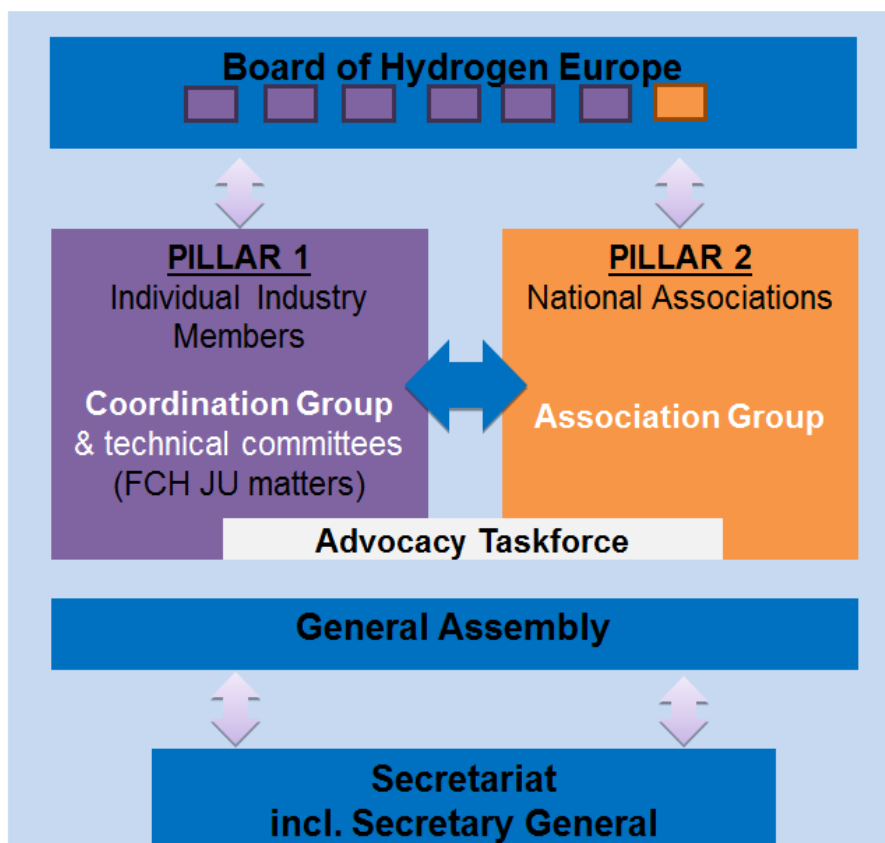 Board of Hydrogen Europe
PILLAR 1
Individual Industry
Members
Coordination Group
& technical committees
(FCH JU matters)
PILLAR 2
National Associations
Association Group
Advocacy Taskforce
General Assembly
Secretariat
incl. Secretary General